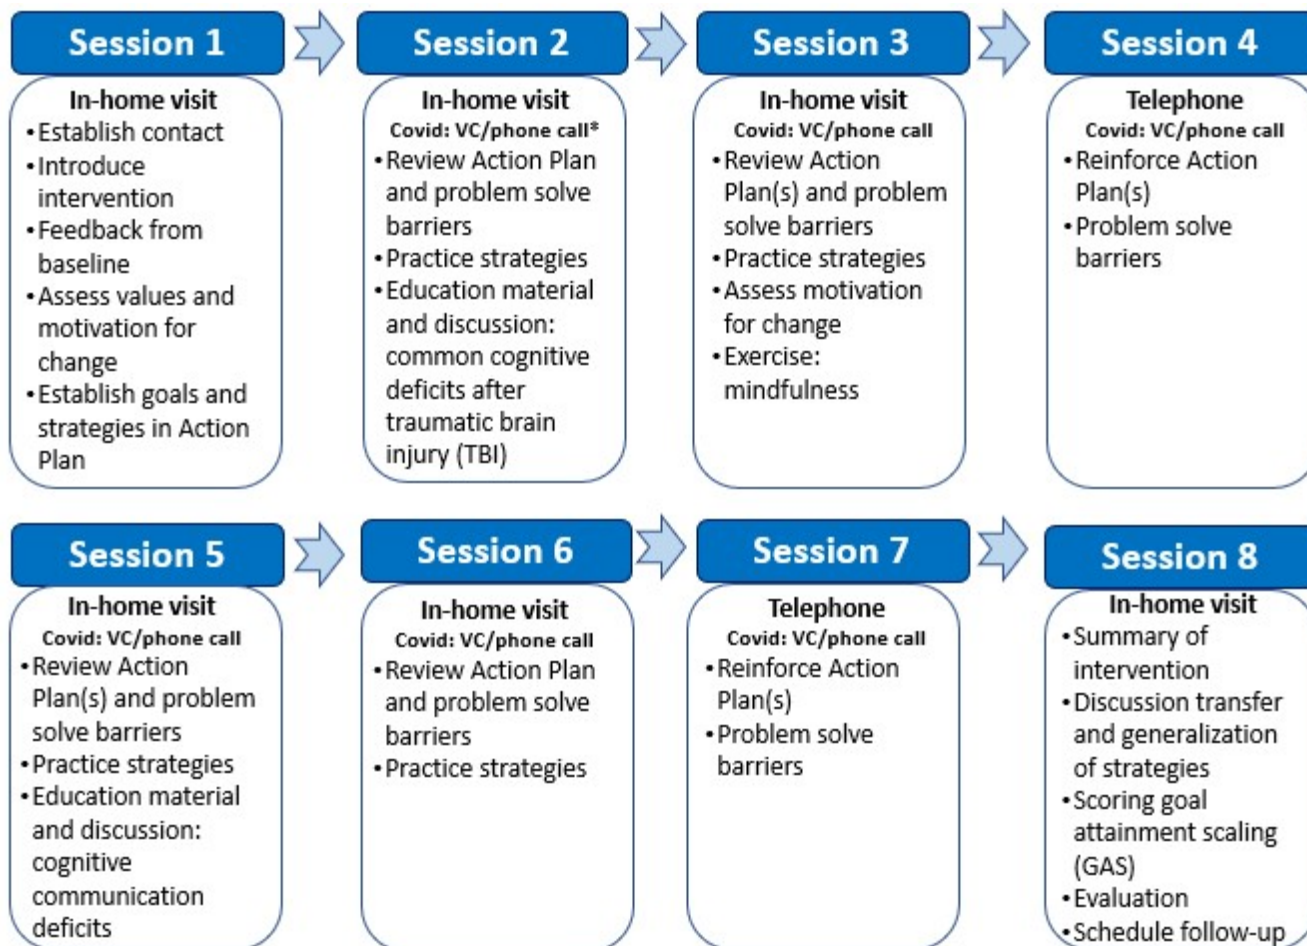 Session 1
In-home visit
•Establish contact
•Introduce
intervention
•Feedback from
baseline
•Assess values and
motivation for
change
•Establish goals and
strategies in Action
Plan
Session 2
In-home visit
Covid: VC/phone call*
•Review Action Plan
and problem solve
barriers
•Practice strategies
•Education material
and discussion:
common cognitive
deficits after
traumatic brain
injury (TBI)
Session 3
In-home visit
Covid: VC/phone call
•Review Action
Plan(s) and problem
solve barriers
•Practice strategies
•Assess motivation
for change
•Exercise:
mindfulness
Session 4
Telephone
Covid: VC/phone call
•Reinforce Action
Plan(s)
•Problem solve
barriers
Session 5
In-home visit
Covid: VC/phone call
•Review Action
Plan(s) and problem
solve barriers
•Practice strategies
•Education material
and discussion:
cognitive
communication
deficits
Session 6
In-home visit
Covid: VC/phone call
•Review Action Plan
and problem solve
barriers
•Practice strategies
Session 7
Telephone
Covid: VC/phone call
•Reinforce Action
Plan(s)
•Problem solve
barriers
Session 8
In-home visit
•Summary of
intervention
•Discussion transfer
and generalization
of strategies
•Scoring goal
attainment scaling
(GAS)
•Evaluation
•Schedule follow-up